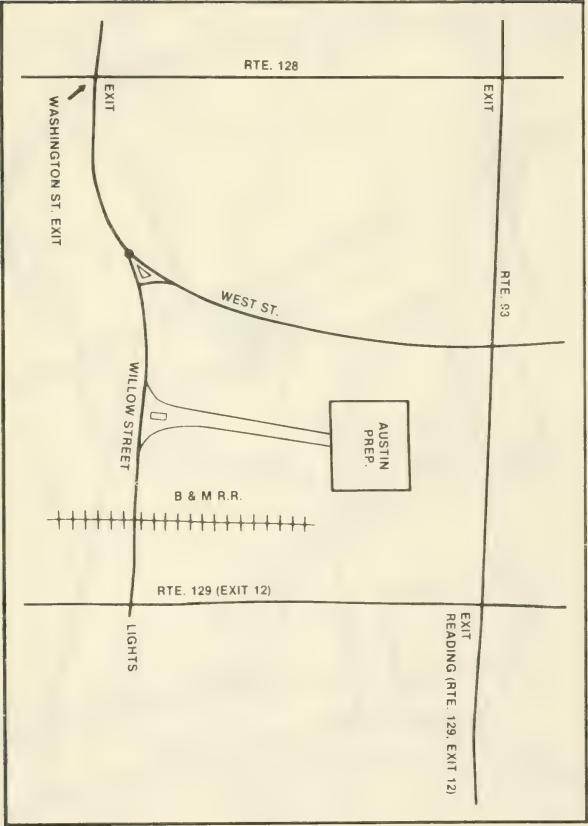 RTE. 128
EXIT
EXIT
WASHINGTON ST. EXIT
RTE. 93
WEST ST.
WILLOW STREET
AUSTIN
PREP.
B & M R.R.
RTE. 129 (EXIT 12)
LIGHTS
EXIT
READING (RTE. 129, EXIT 12)